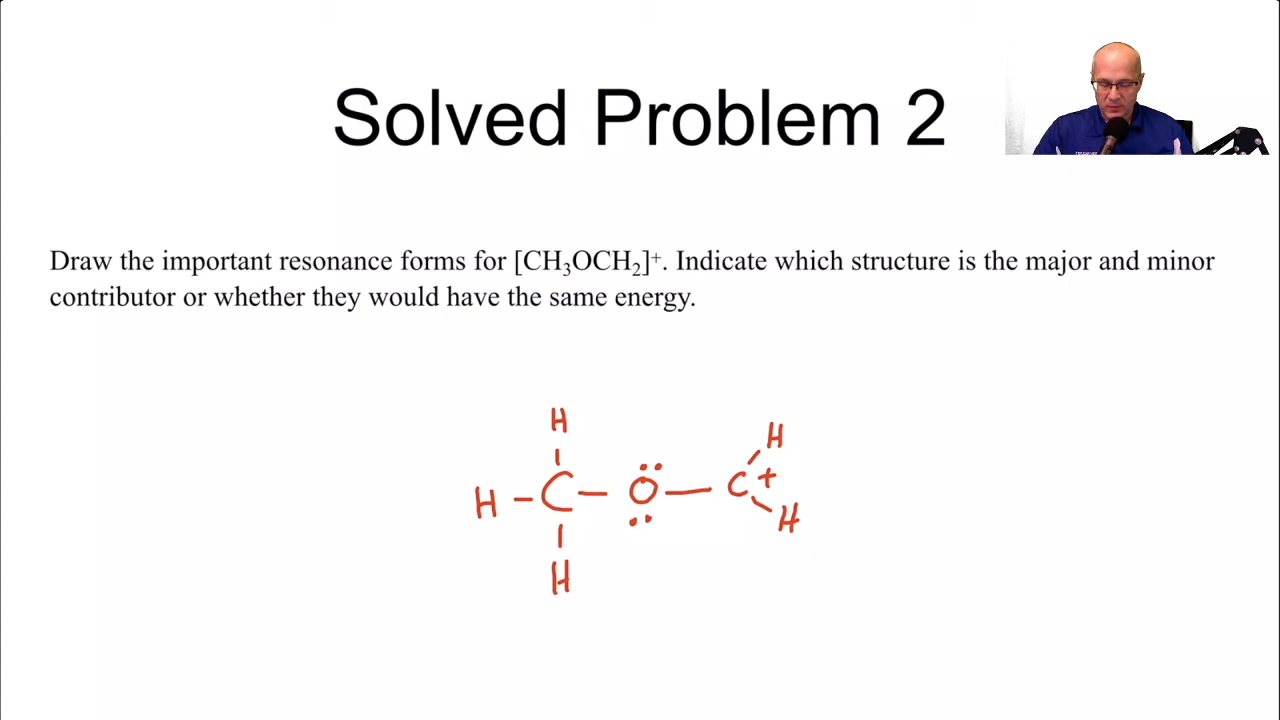 Solved Problem 2
Draw the important resonance forms for [CH₃OCH₂]⁺. Indicate which structure is the major and minor
contributor or whether they would have the same energy.
H
H
H – C – O — C +
H
H